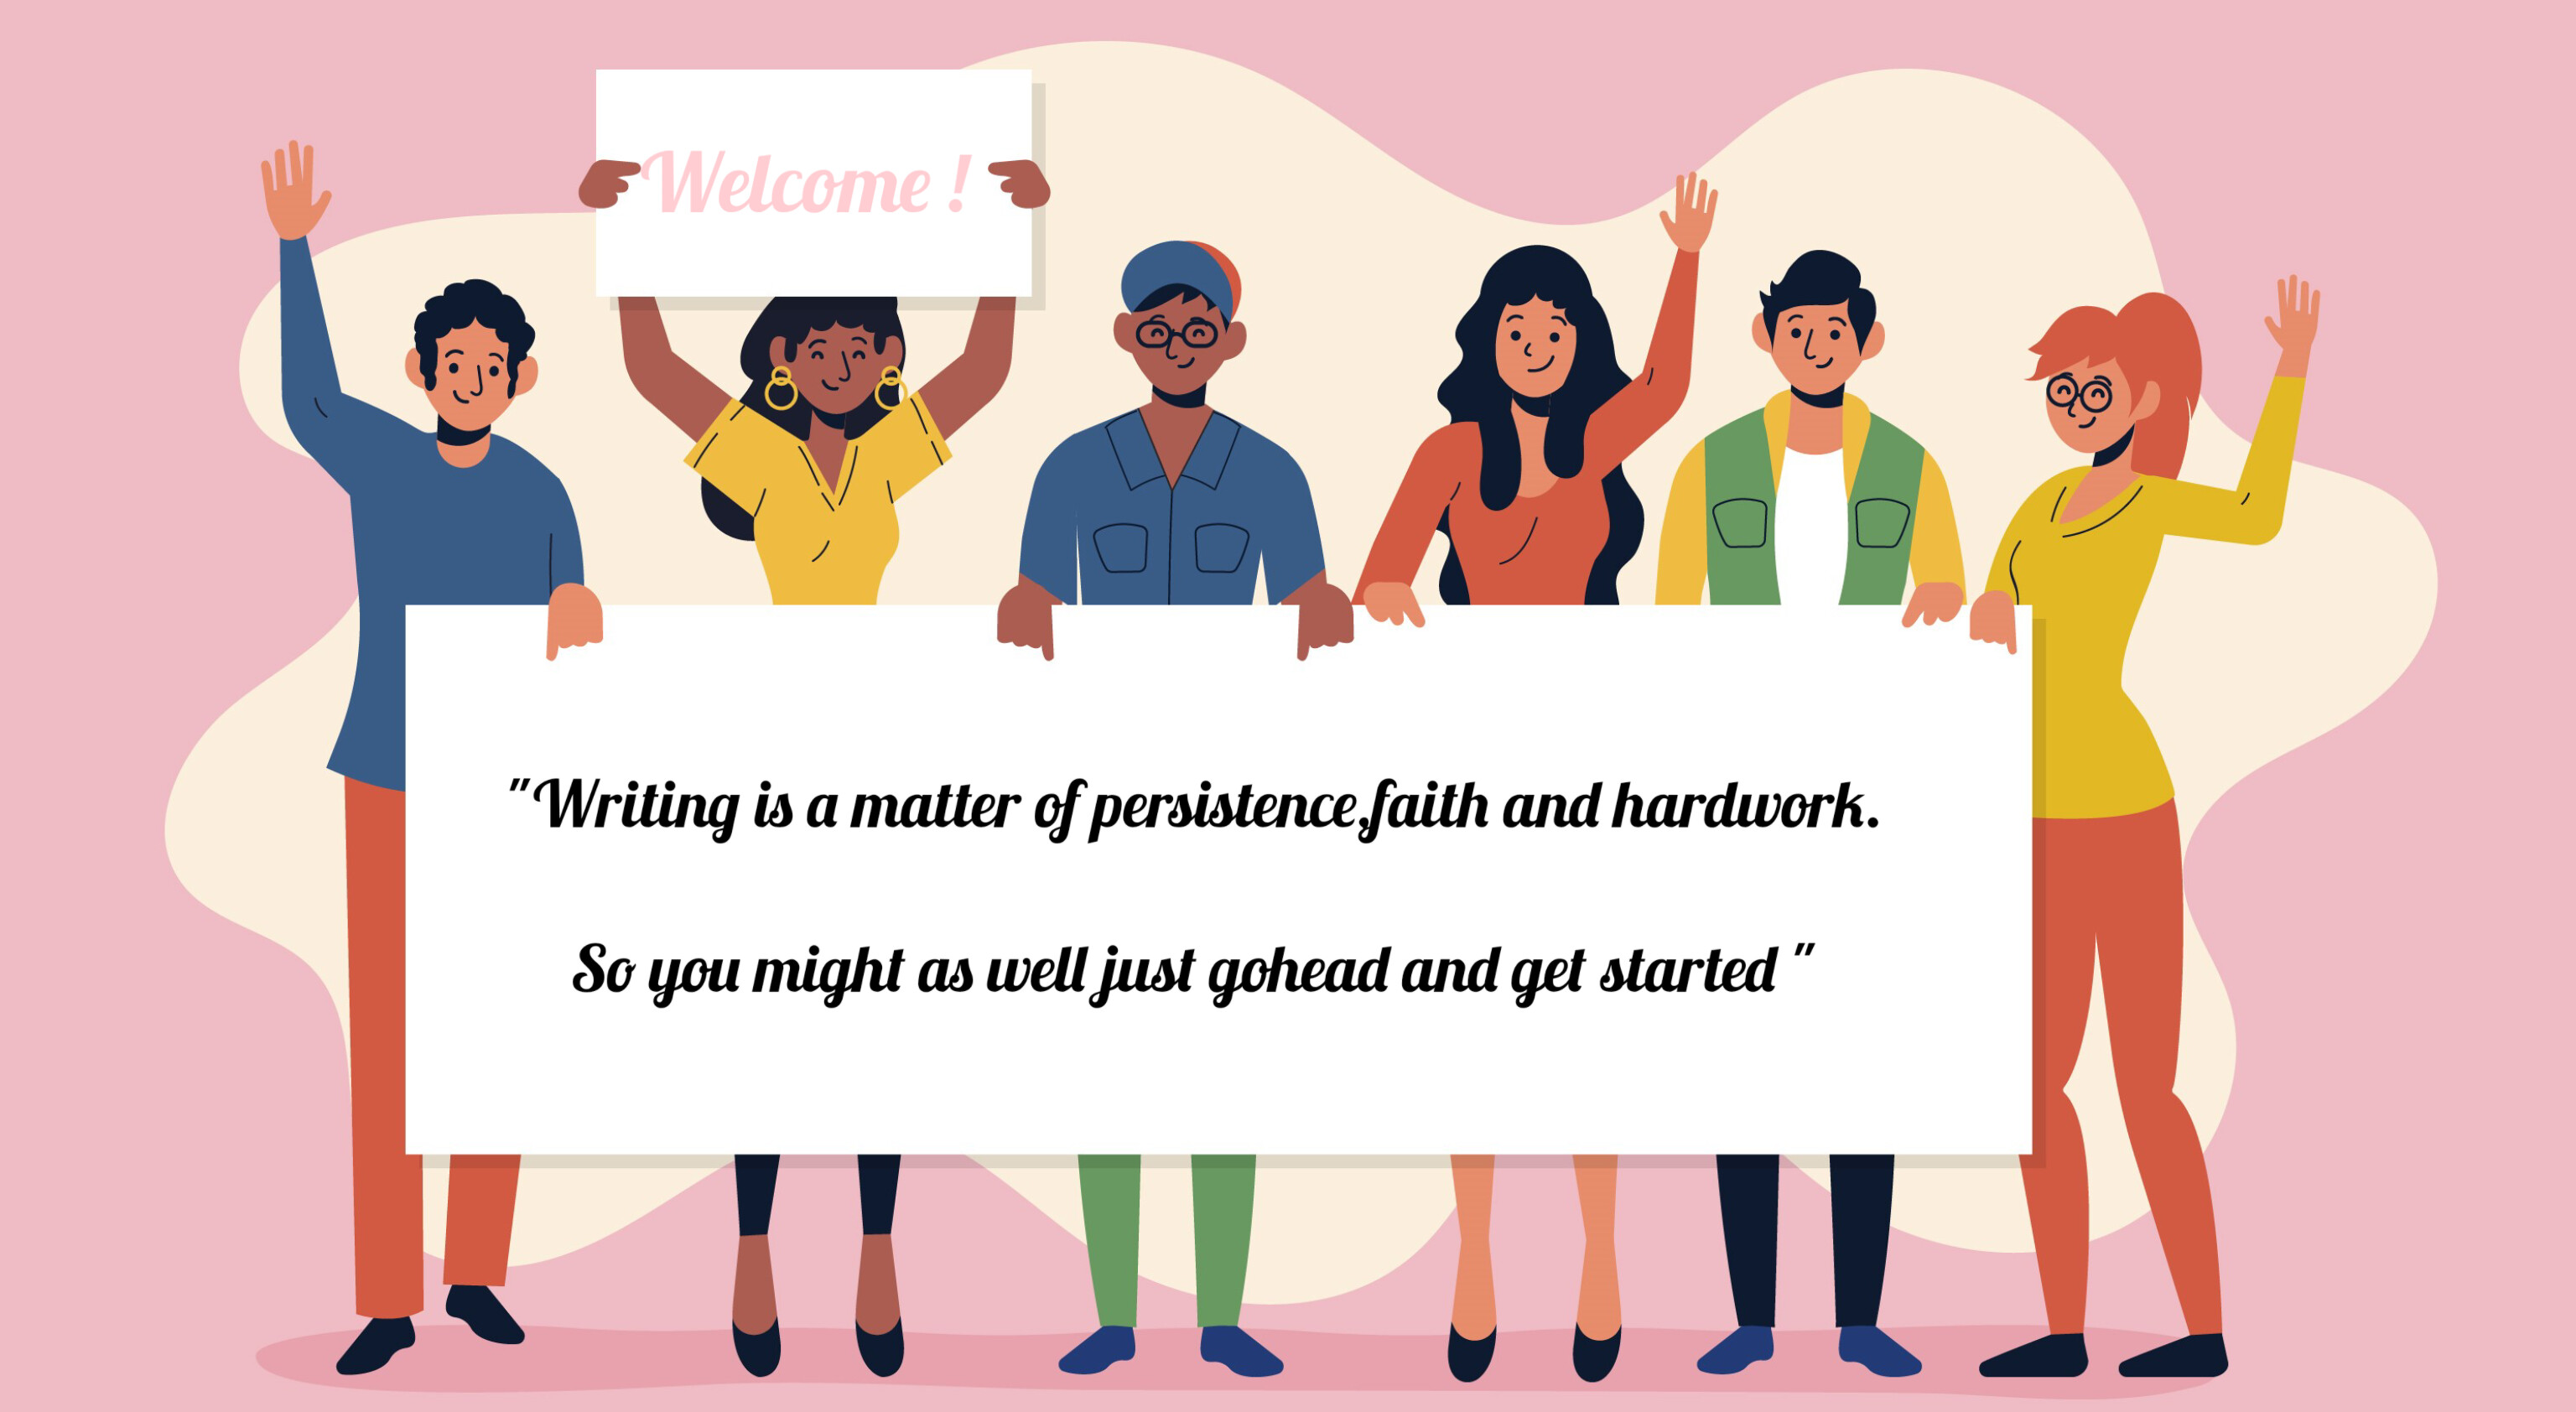 Welcome !
"Writing is a matter of persistence,faith and hardwork.
So you might as well just gohead and get started "